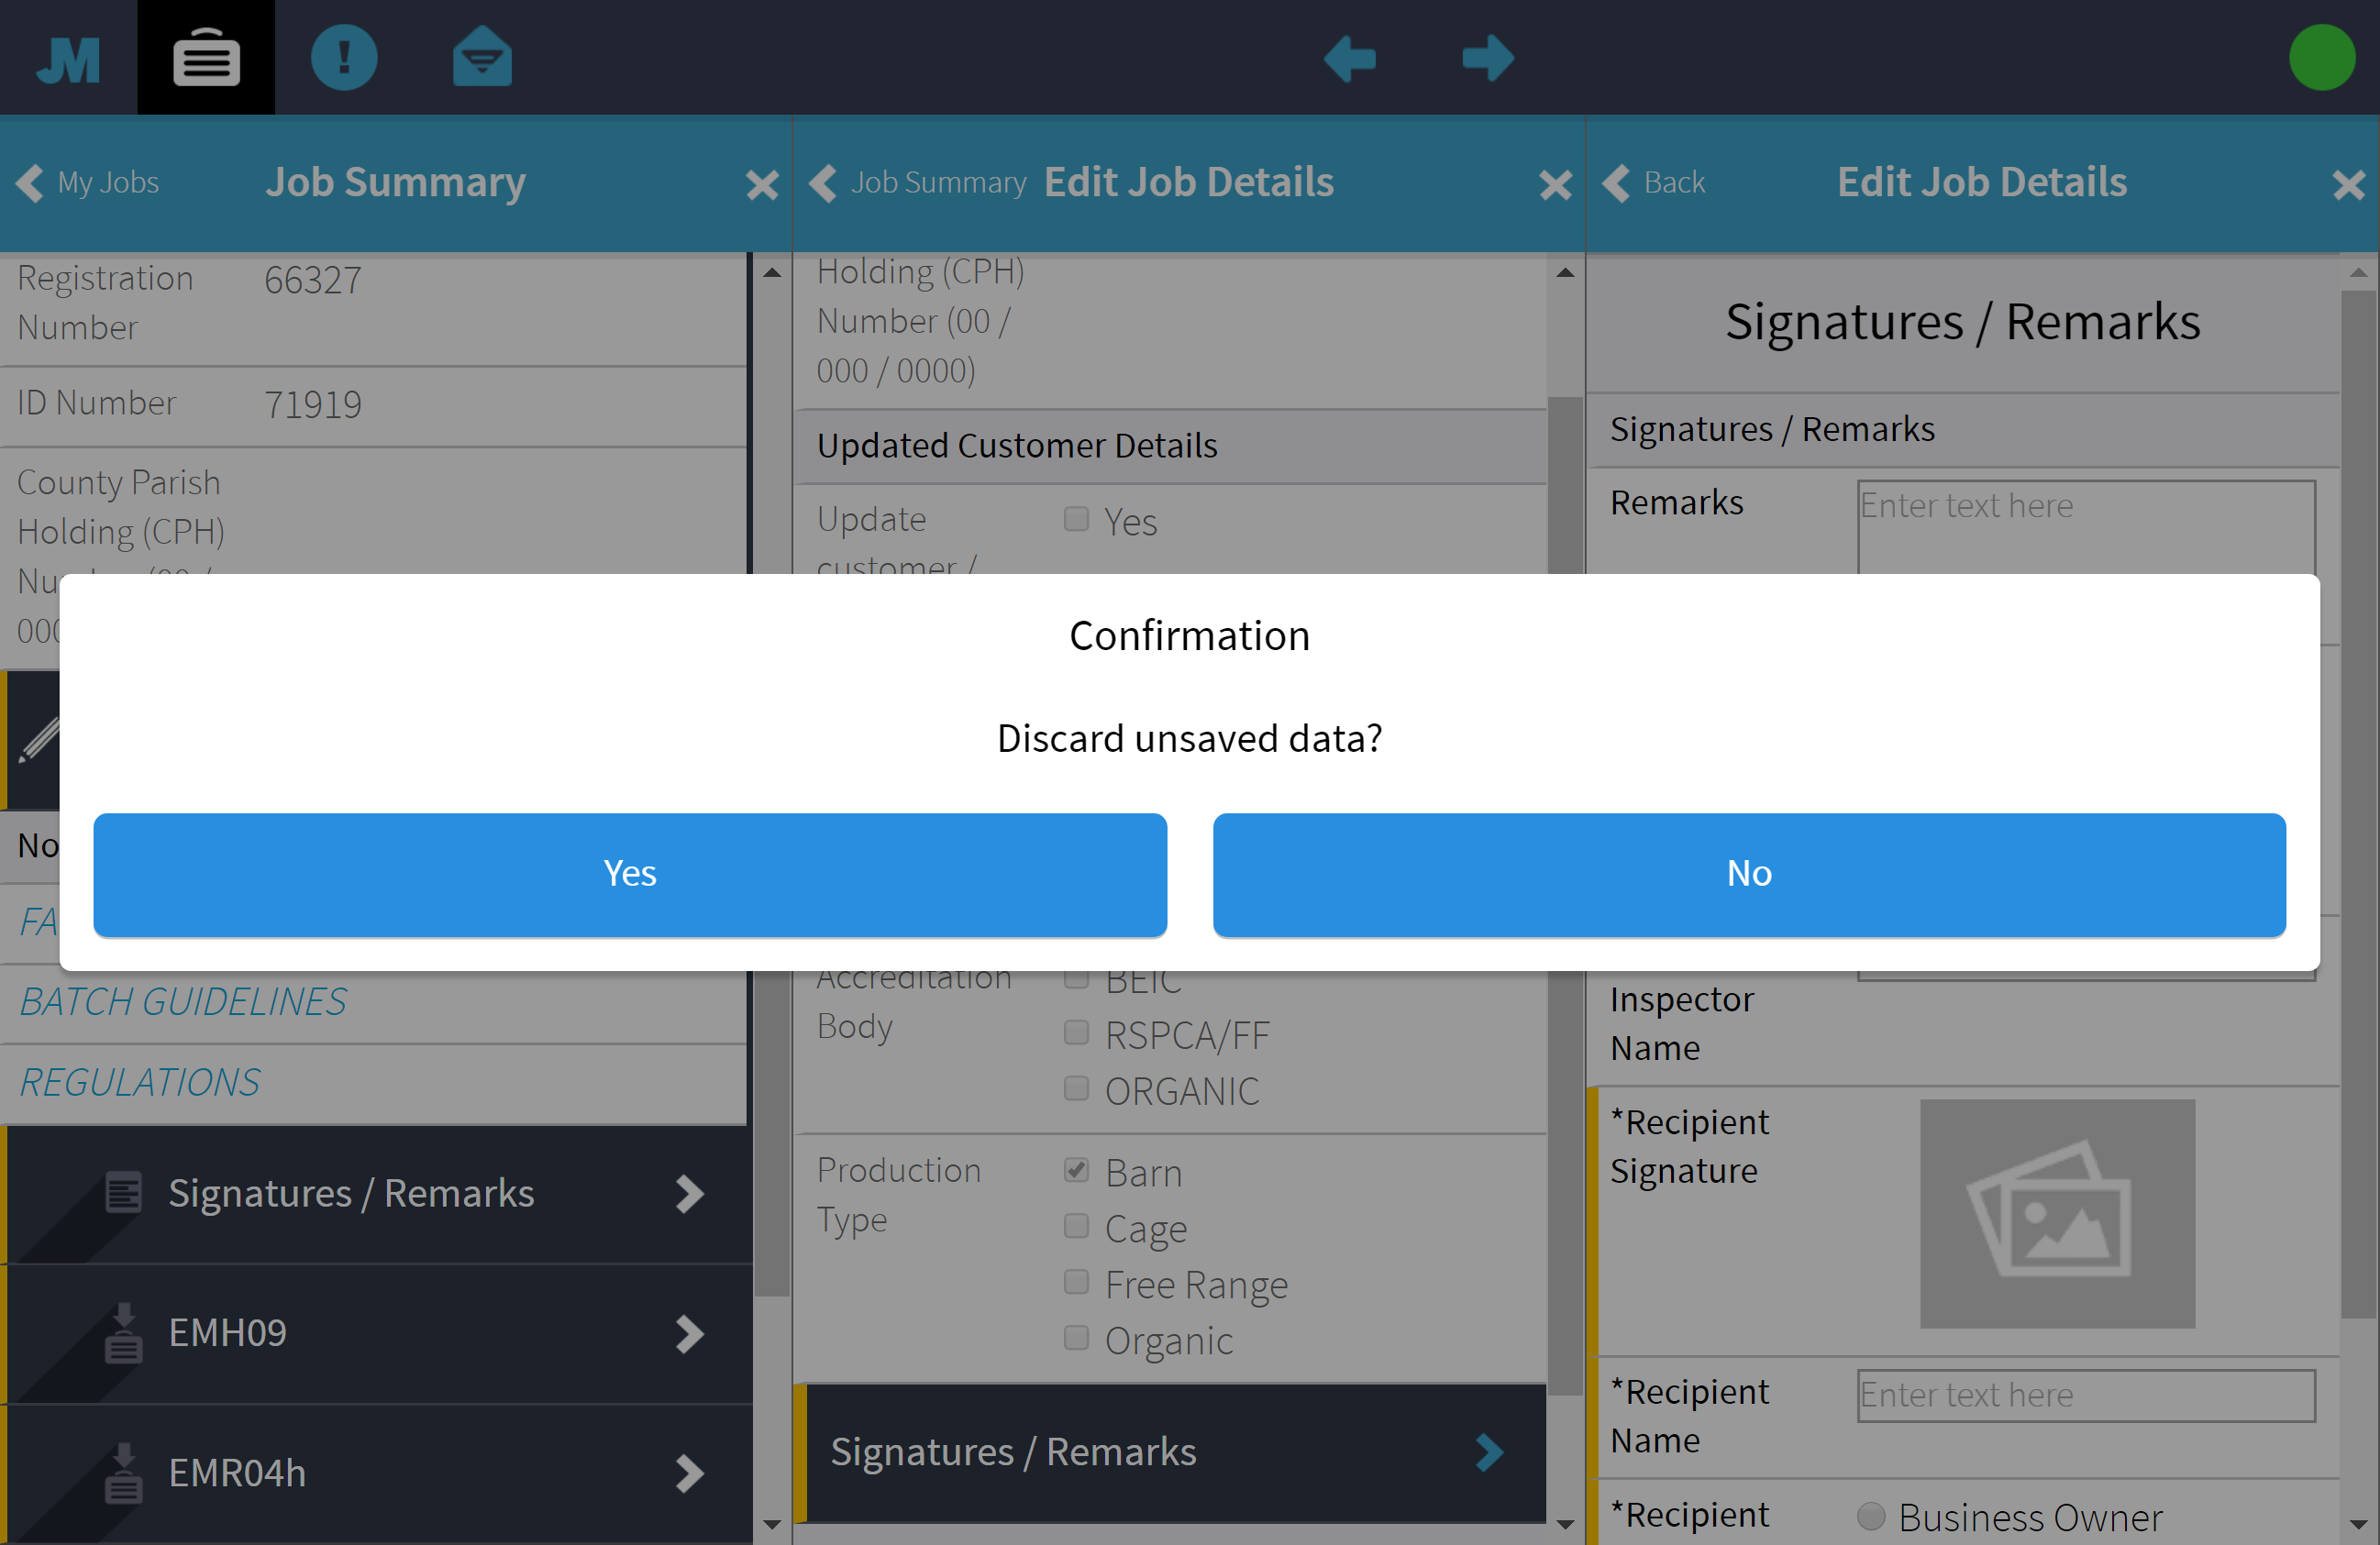 JM
My Jobs
Job Summary
Job Summary
Edit Job Details
Back
Edit Job Details
Registration
Number
66327
ID Number
71919
County Parish
Holding (CPH)
000
No
FA
BATCH GUIDELINES
REGULATIONS
Signatures / Remarks
EMH09
EMR04h
Holding (CPH)
Number (00 /
000 / 0000)
Updated Customer Details
Update
customer /
Yes
Confirmation
Discard unsaved data?
Yes
No
Accreditation
Body
BEIC
RSPCA/FF
ORGANIC
Production
Type
Barn
Cage
Free Range
Organic
Signatures / Remarks
Signatures / Remarks
Signatures / Remarks
Remarks
Enter text here
Inspector
Name
*Recipient
Signature
*Recipient
Name
Enter text here
*Recipient
Business Owner